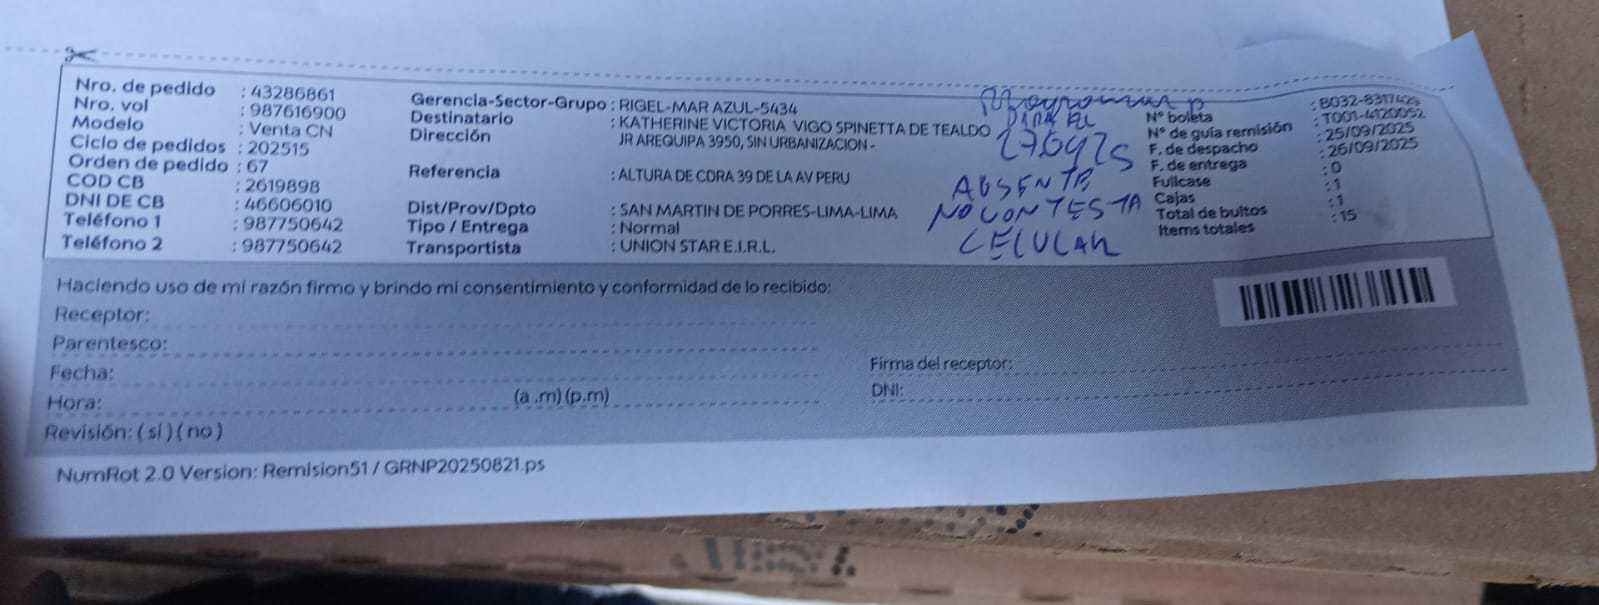 Nro. de pedido : 43286861
Nro. vol : 987616900
Modelo : Venta CN
Ciclo de pedidos : 202515
Orden de pedido : 67
COD CB : 2619898
DNI DE CB : 46606010
Teléfono 1 : 987750642
Teléfono 2 : 987750642
Gerencia-Sector-Grupo : RIGEL-MAR AZUL-5434
Destinatario : KATHERINE VICTORIA VIGO SPINETTA DE TEALDO
Dirección JR AREQUIPA 3950, SIN URBANIZACION -
Referencia : ALTURA DE CDRA 39 DE LA AV PERU
Dist/Prov/Dpto : SAN MARTIN DE PORRES-LIMA-LIMA
Tipo / Entrega : Normal
Transportista : UNION STAR E.I.R.L.
PARA EL
AUSENTE
NO CONTESTA
CELULAR
N° boleta : B032-
N° de guía remisión : T001-4120052
F. de despacho : 25/09/2025
F. de entrega : 26/09/2025
Fullcase : 0
Cajas : 1
Total de bultos : 1
Items totales : 15
Haciendo uso de mi razón firmo y brindo mi consentimiento y conformidad de lo recibido:
Receptor:
Parentesco:
Fecha:
Hora: (a .m) (p.m)
Revisión: ( si ) ( no )
Firma del receptor:
DNI:
NumRot 2.0 Version: Remision51 / GRNP20250821.ps